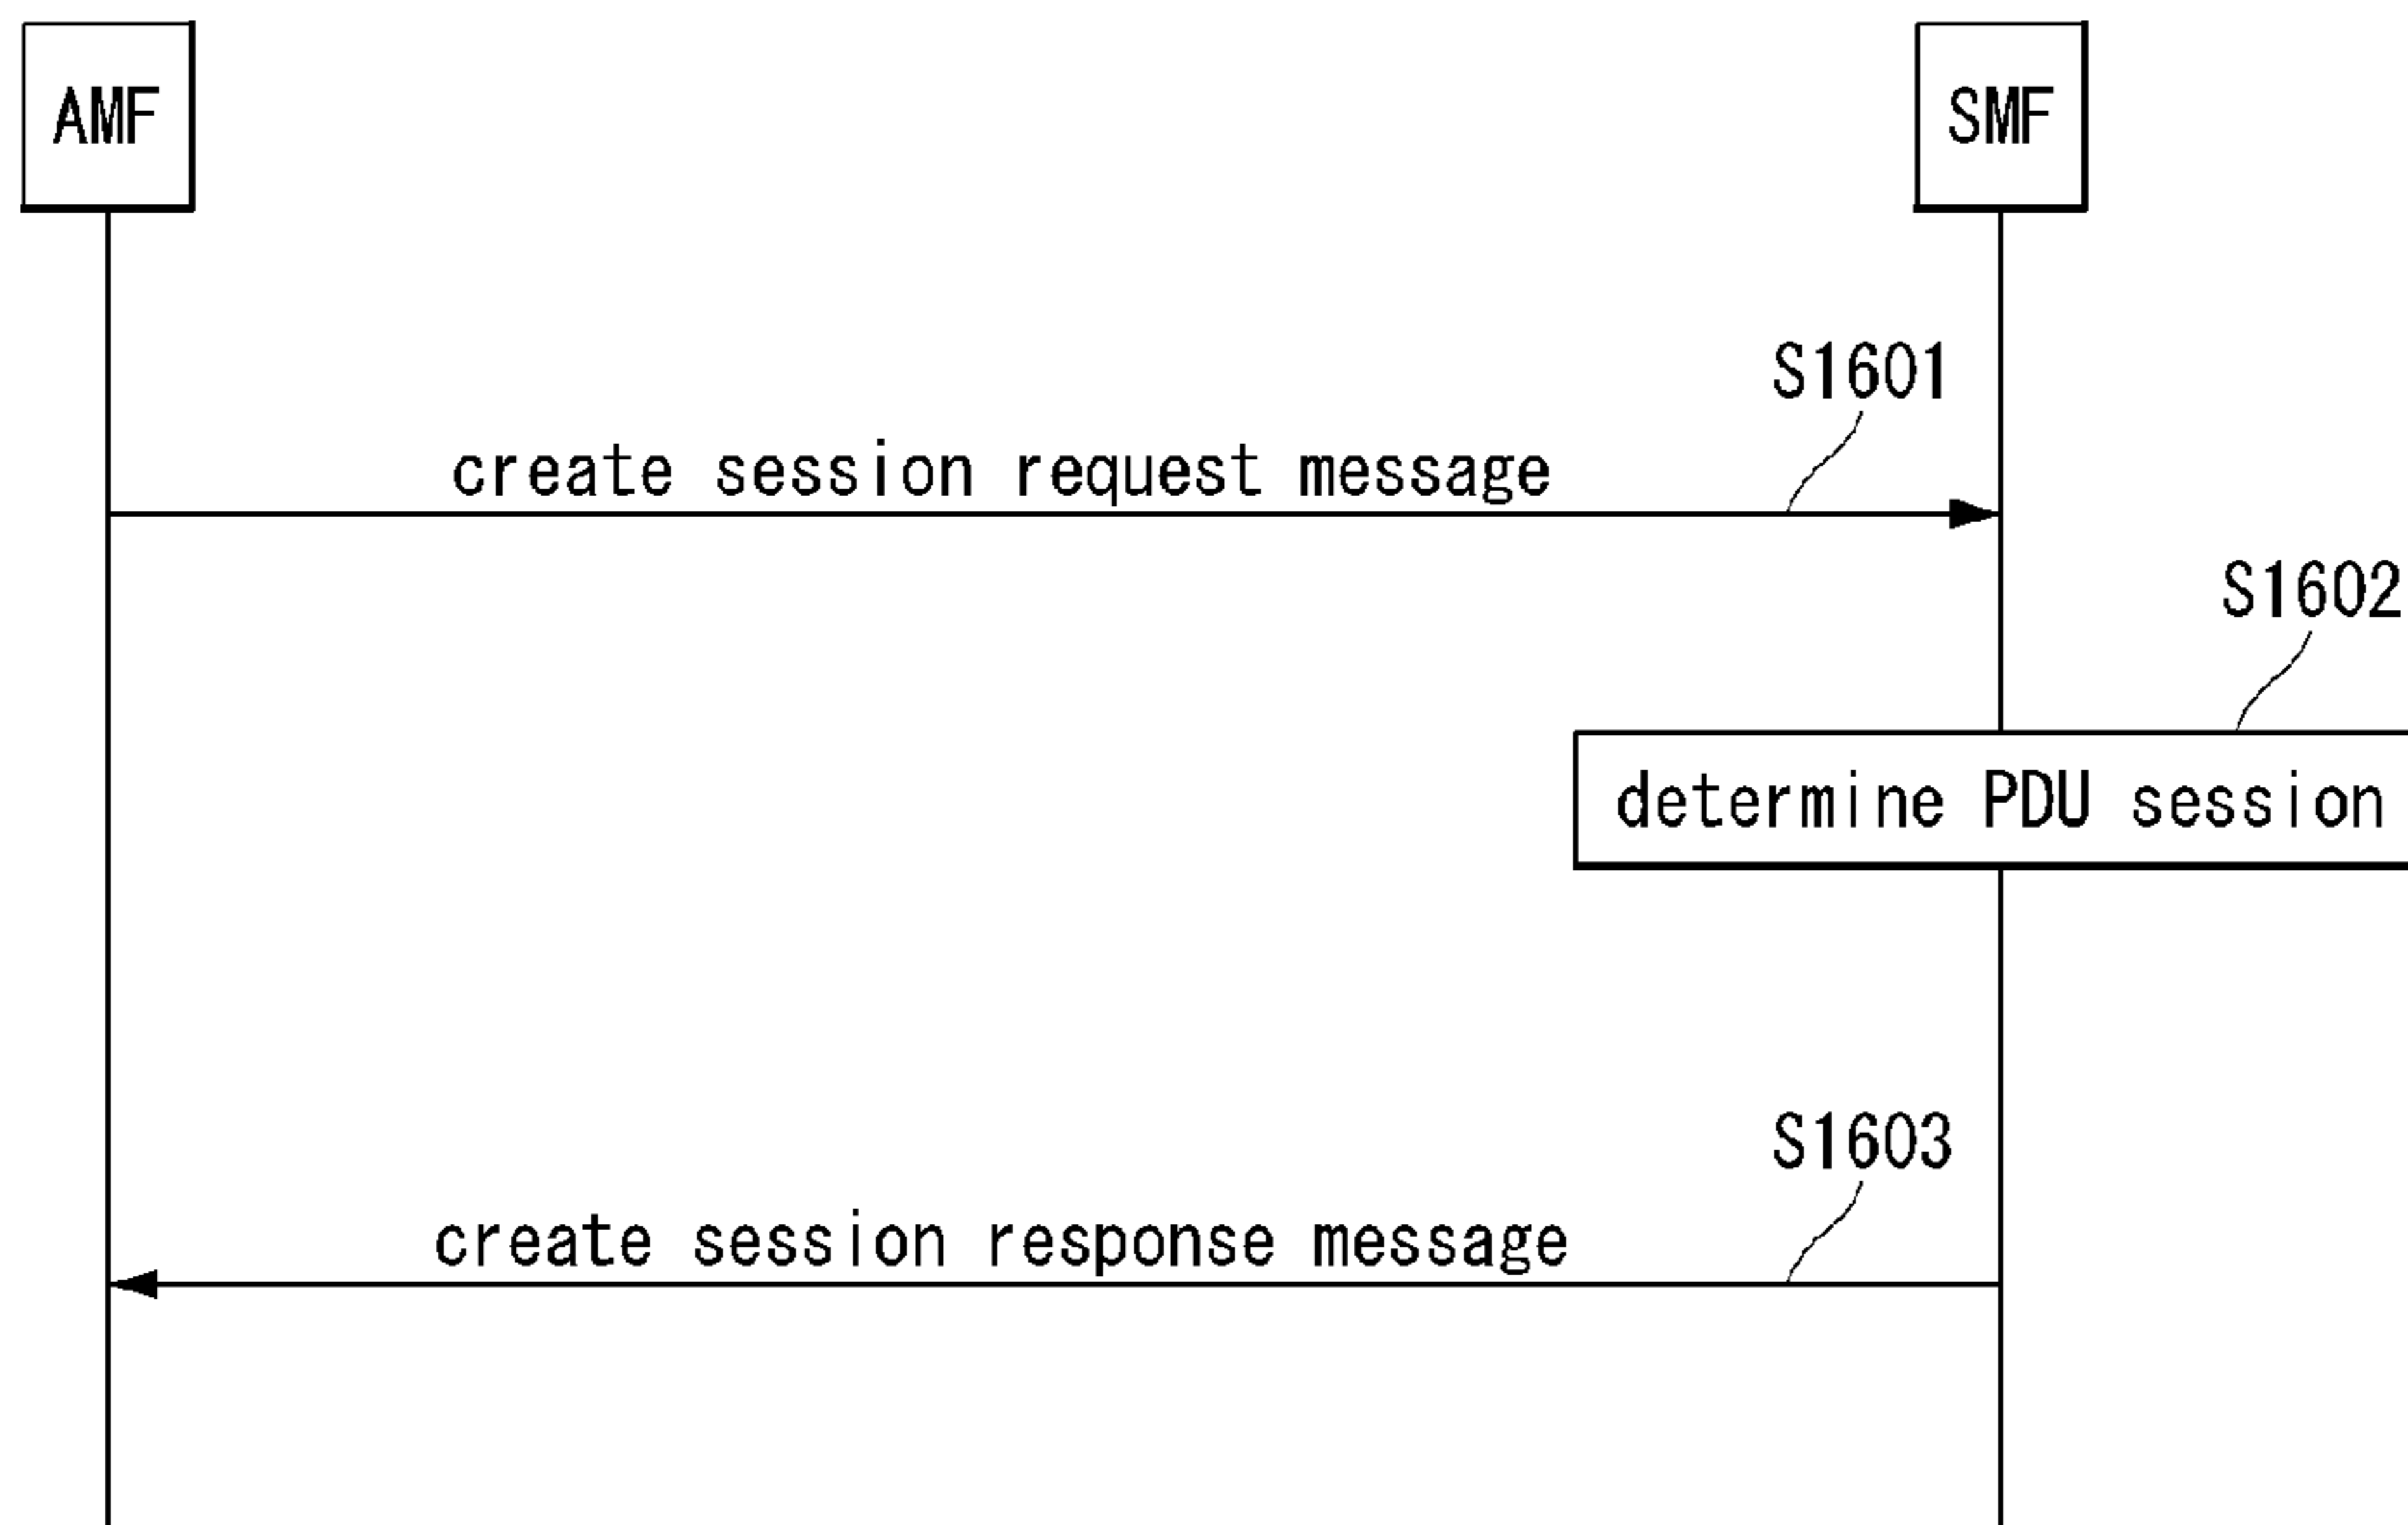 AMF
SMF
S1601
create session request message
S1602
determine PDU session
S1603
create session response message